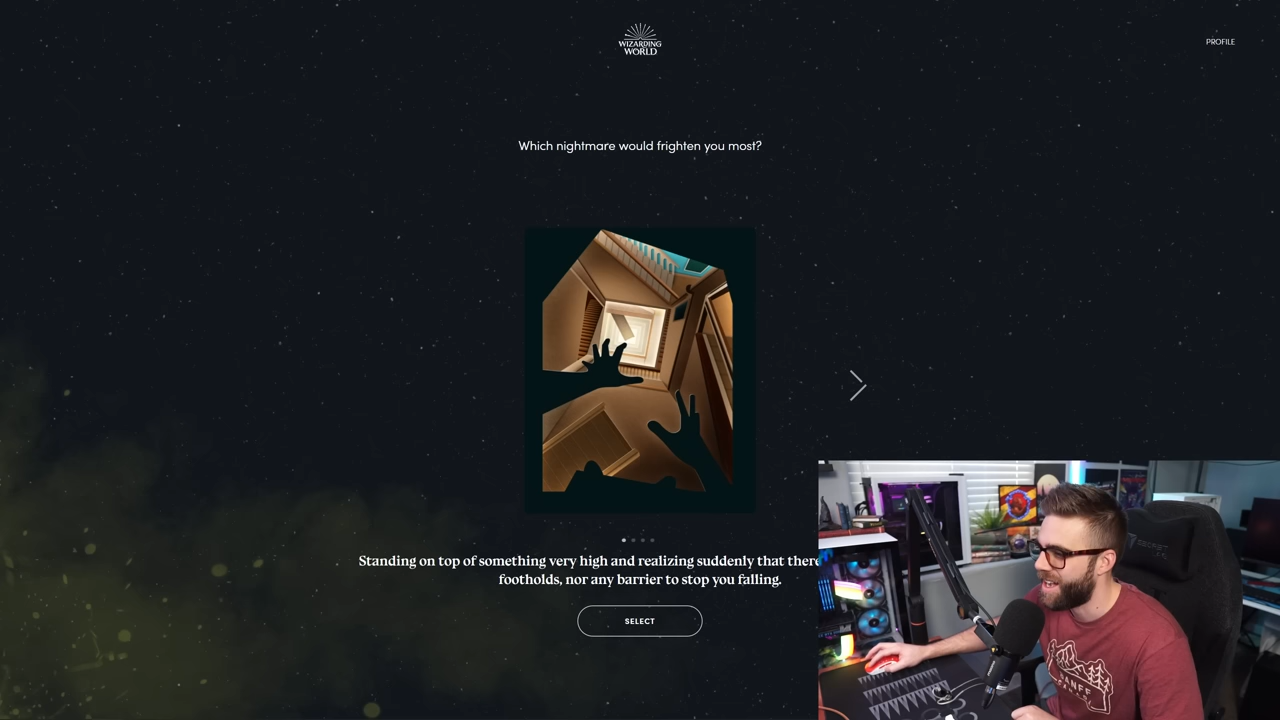 WIZARDING
WORLD
PROFILE
Which nightmare would frighten you most?
Standing on top of something very high and realizing suddenly that there
footholds, nor any barrier to stop you falling.
SELECT
BANFF